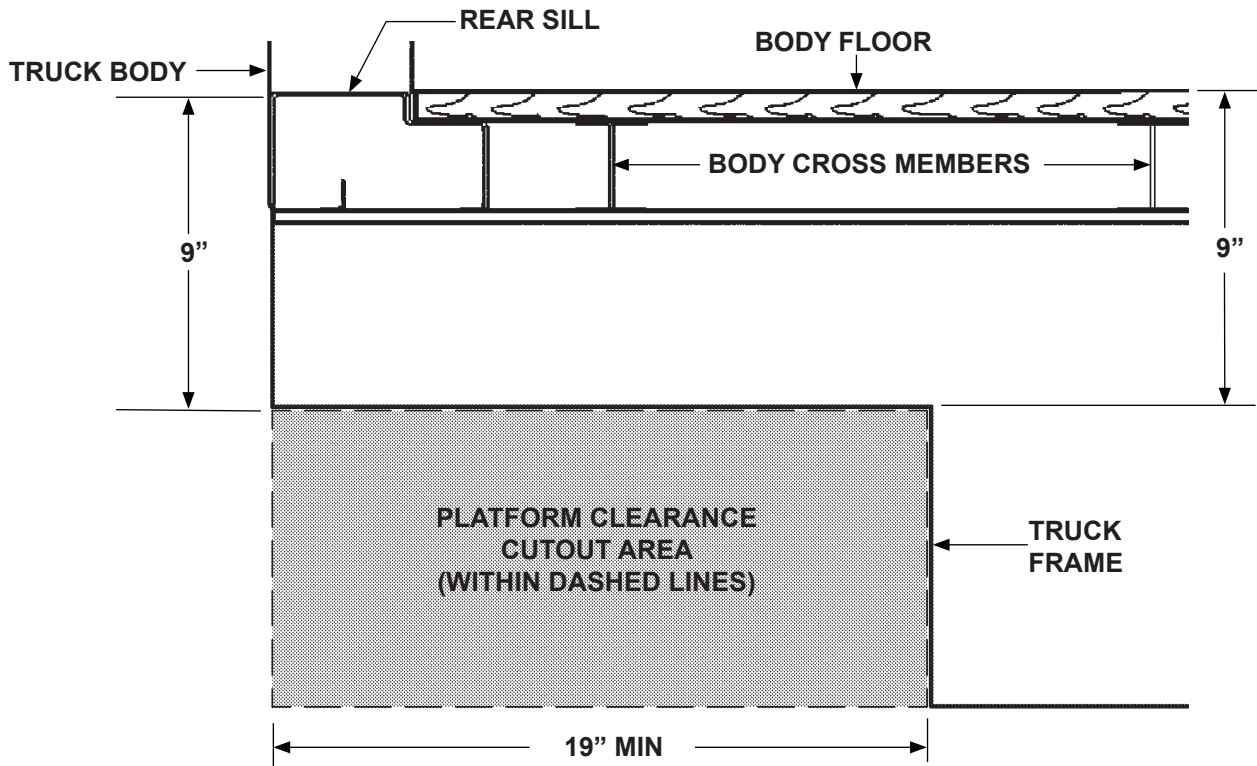 REAR SILL
BODY FLOOR
TRUCK BODY
BODY CROSS MEMBERS
9”
9”
PLATFORM CLEARANCE
CUTOUT AREA
(WITHIN DASHED LINES)
TRUCK
FRAME
19” MIN